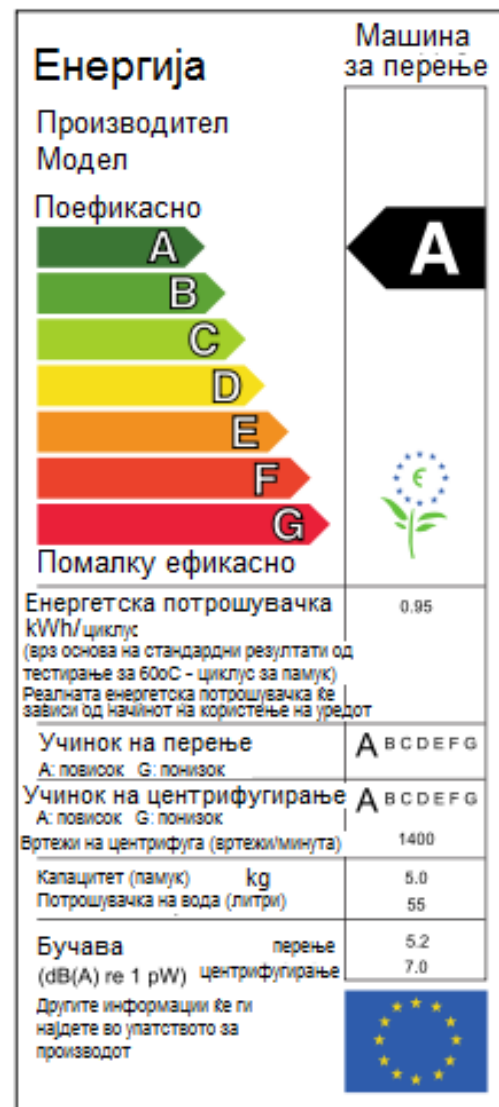 Енергија
Машина
за перење
Производител
Модел
Поефикасно
A
A
B
C
D
E
F
G
Помалку ефикасно
Енергетска потрошувачка
kWh/циклус
0.95
(врз основа на стандардни резултати од
тестирање за 60oC - циклус за памук)
Реалната енергетска потрошувачка ќе
зависи од начинот на користење на уредот
Учинок на перење
A B C D E F G
A: повисок G: понизок
Учинок на центрифугирање
A B C D E F G
A: повисок G: понизок
Вртежи на центрифуга (вртежи/минута)
1400
Капацитет (памук) kg
5.0
Потрошувачка на вода (литри)
55
Бучава перење
5.2
(dB(A) re 1 pW) центрифугирање
7.0
Другите информации ќе ги
најдете во упатството за
производот